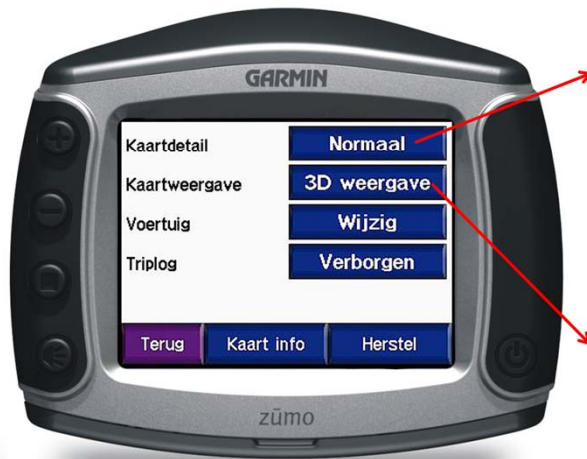 GARMIN
Kaartdetail Normaal
Kaartweergave 3D weergave
Voertuig Wijzig
Triplog Verborgen
Terug Kaart info Herstel
zūmo